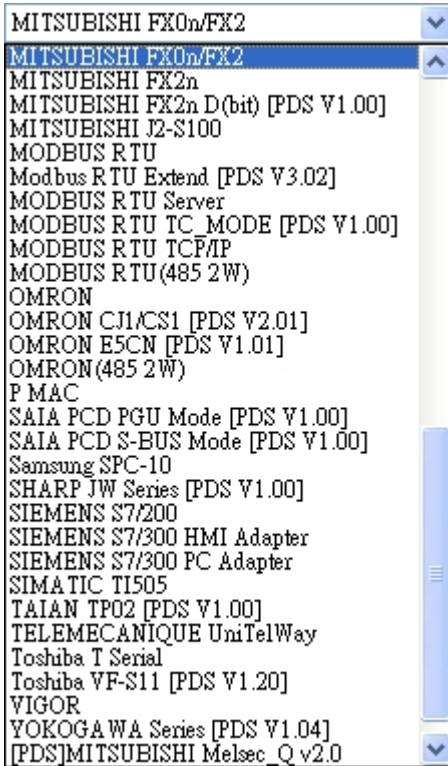 MITSUBISHI FX0n/FX2
MITSUBISHI FX0n/FX2
MITSUBISHI FX2n
MITSUBISHI FX2n D(bit) [PDS V1.00]
MITSUBISHI J2-S100
MODBUS RTU
Modbus RTU Extend [PDS V3.02]
MODBUS RTU Server
MODBUS RTU TC_MODE [PDS V1.00]
MODBUS RTU TCP/IP
MODBUS RTU(485 2W)
OMRON
OMRON CJ1/CS1 [PDS V2.01]
OMRON E5CN [PDS V1.01]
OMRON(485 2W)
P MAC
SAIA PCD PGU Mode [PDS V1.00]
SAIA PCD S-BUS Mode [PDS V1.00]
Samsung SPC-10
SHARP JW Series [PDS V1.00]
SIEMENS S7/200
SIEMENS S7/300 HMI Adapter
SIEMENS S7/300 PC Adapter
SIMATIC TI505
TAIAN TP02 [PDS V1.00]
TELEMECANIQUE UniTelWay
Toshiba T Serial
Toshiba VF-S11 [PDS V1.20]
VIGOR
YOKOGAWA Series [PDS V1.04]
[PDS]MITSUBISHI Melsec_Q v2.0